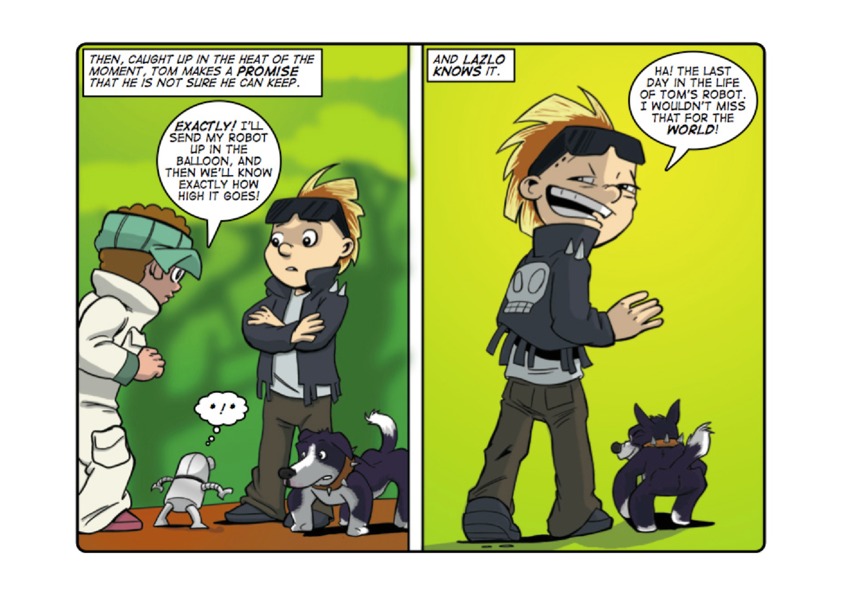 THEN, CAUGHT UP IN THE HEAT OF THE
MOMENT, TOM MAKES A PROMISE
THAT HE IS NOT SURE HE CAN KEEP.
EXACTLY! I'LL
SEND MY ROBOT
UP IN THE
BALLOON, AND
THEN WE'LL KNOW
EXACTLY HOW
HIGH IT GOES!
*!*
AND LAZLO
KNOWS IT.
HA! THE LAST
DAY IN THE LIFE
OF TOM'S ROBOT.
I WOULDN'T MISS
THAT FOR THE
WORLD!